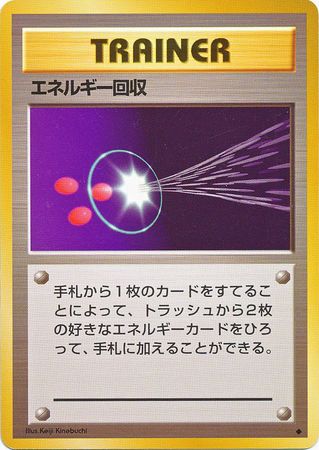 TRAINER
エネルギー回収
手札から1枚のカードをすてるこ
とによって、トラッシュから2枚
の好きなエネルギーカードをひろ
って、手札に加えることができる。
Illus. Keiji Kinebuchi